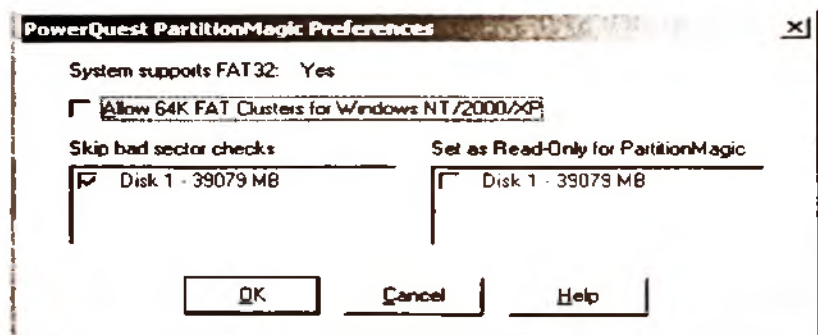 PowerQuest PartitionMagic Preferences
System supports FAT32: Yes
Allow 64K FAT Clusters for Windows NT/2000/XP
Skip bad sector checks
Set as Read-Only for PartitionMagic
Disk 1 - 39079 MB
Disk 1 - 39079 MB
OK
Cancel
Help